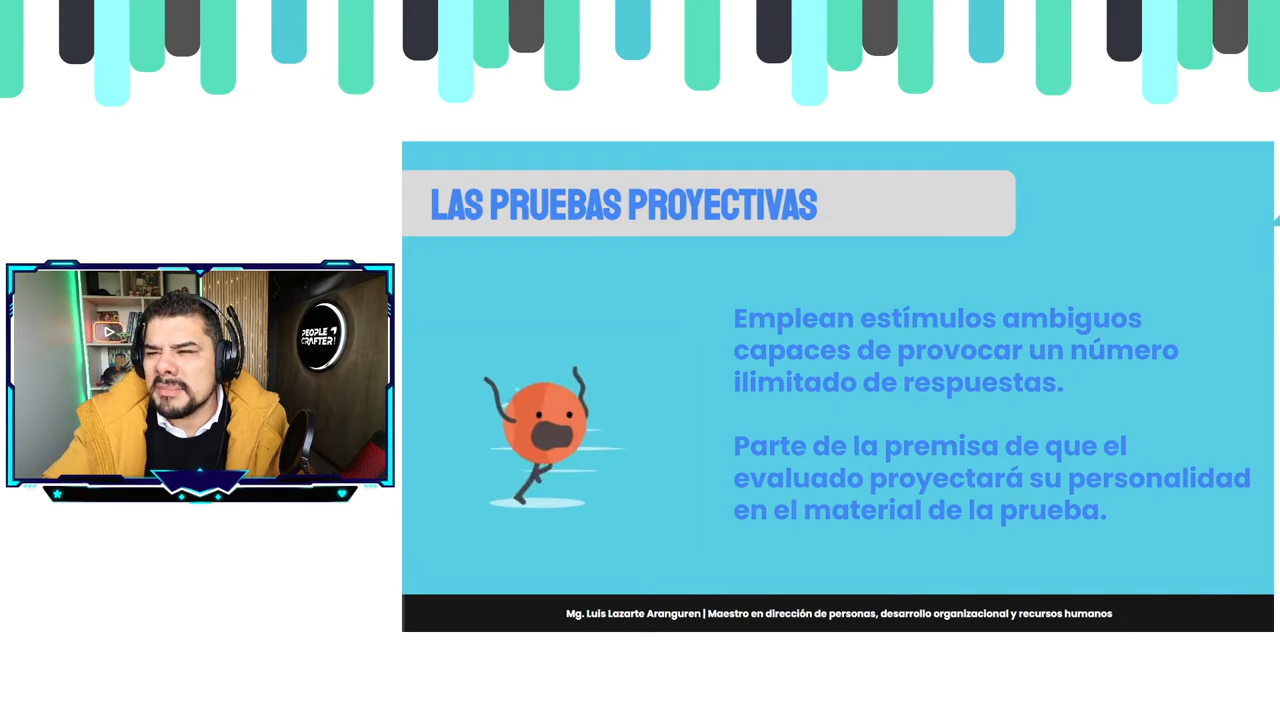 LAS PRUEBAS PROYECTIVAS
PEOPLE
CRAFTER!
Emplean estímulos ambiguos
capaces de provocar un número
ilimitado de respuestas.
Parte de la premisa de que el
evaluado proyectará su personalidad
en el material de la prueba.
Mg. Luis Lazarte Aranguren | Maestro en dirección de personas, desarrollo organizacional y recursos humanos